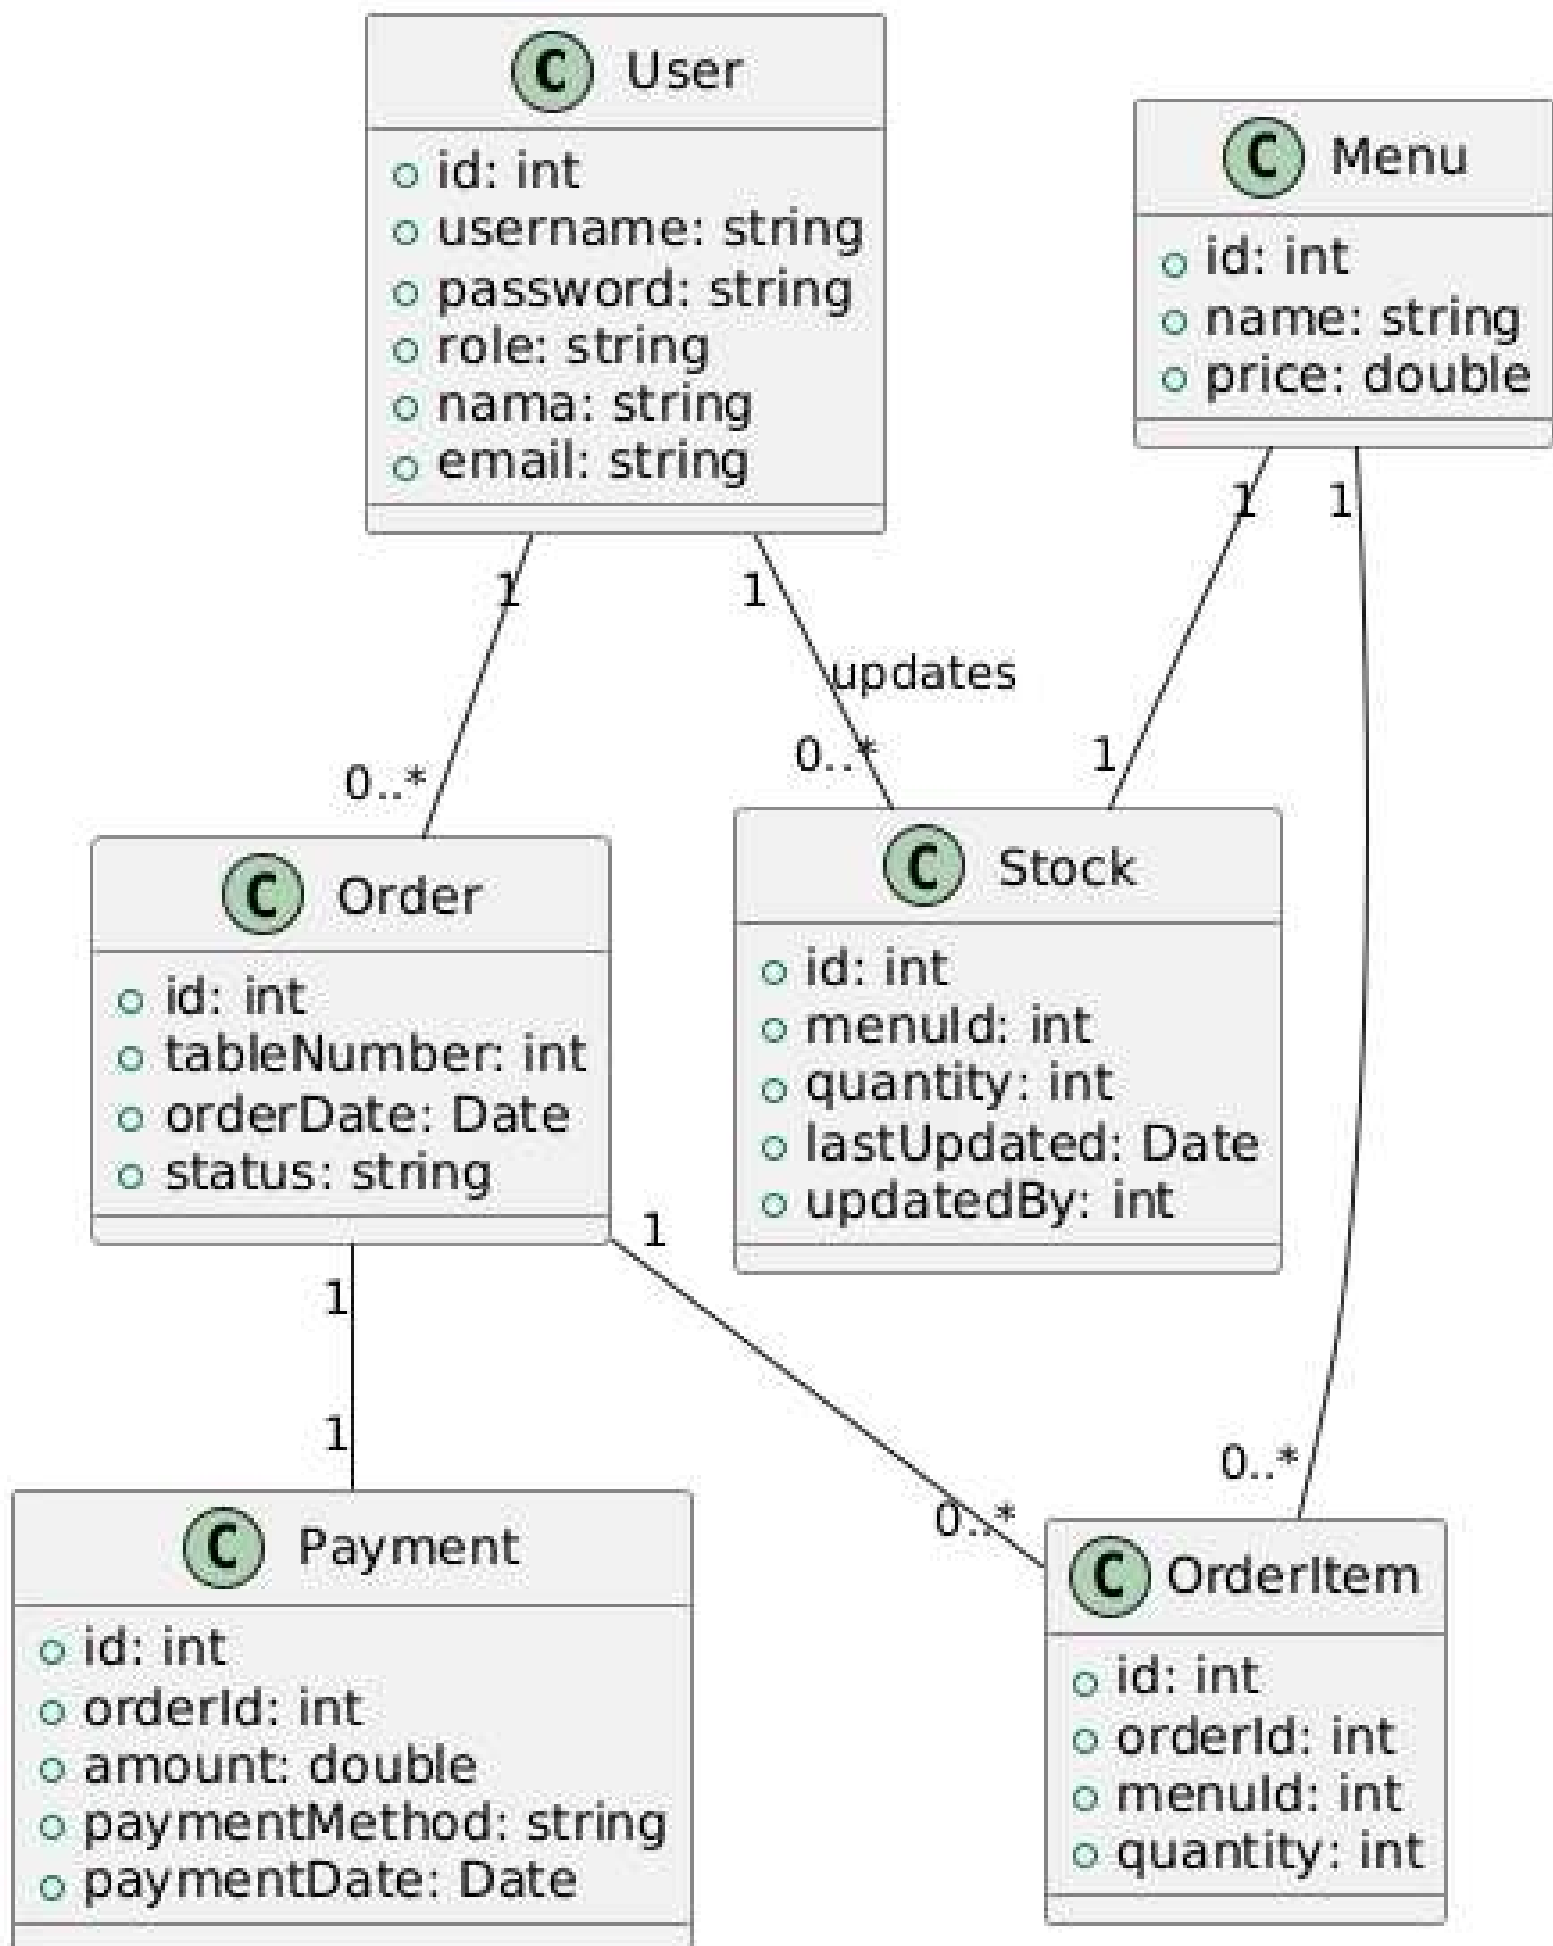 C User
id: int
username: string
password: string
role: string
nama: string
email: string
C Menu
id: int
name: string
price: double
1
1
1
1
updates
0..*
0..*
1
C Order
id: int
tableNumber: int
orderDate: Date
status: string
C Stock
id: int
menuId: int
quantity: int
lastUpdated: Date
updatedBy: int
1
1
1
0..*
0..*
C Payment
id: int
orderId: int
amount: double
paymentMethod: string
paymentDate: Date
C OrderItem
id: int
orderId: int
menuId: int
quantity: int